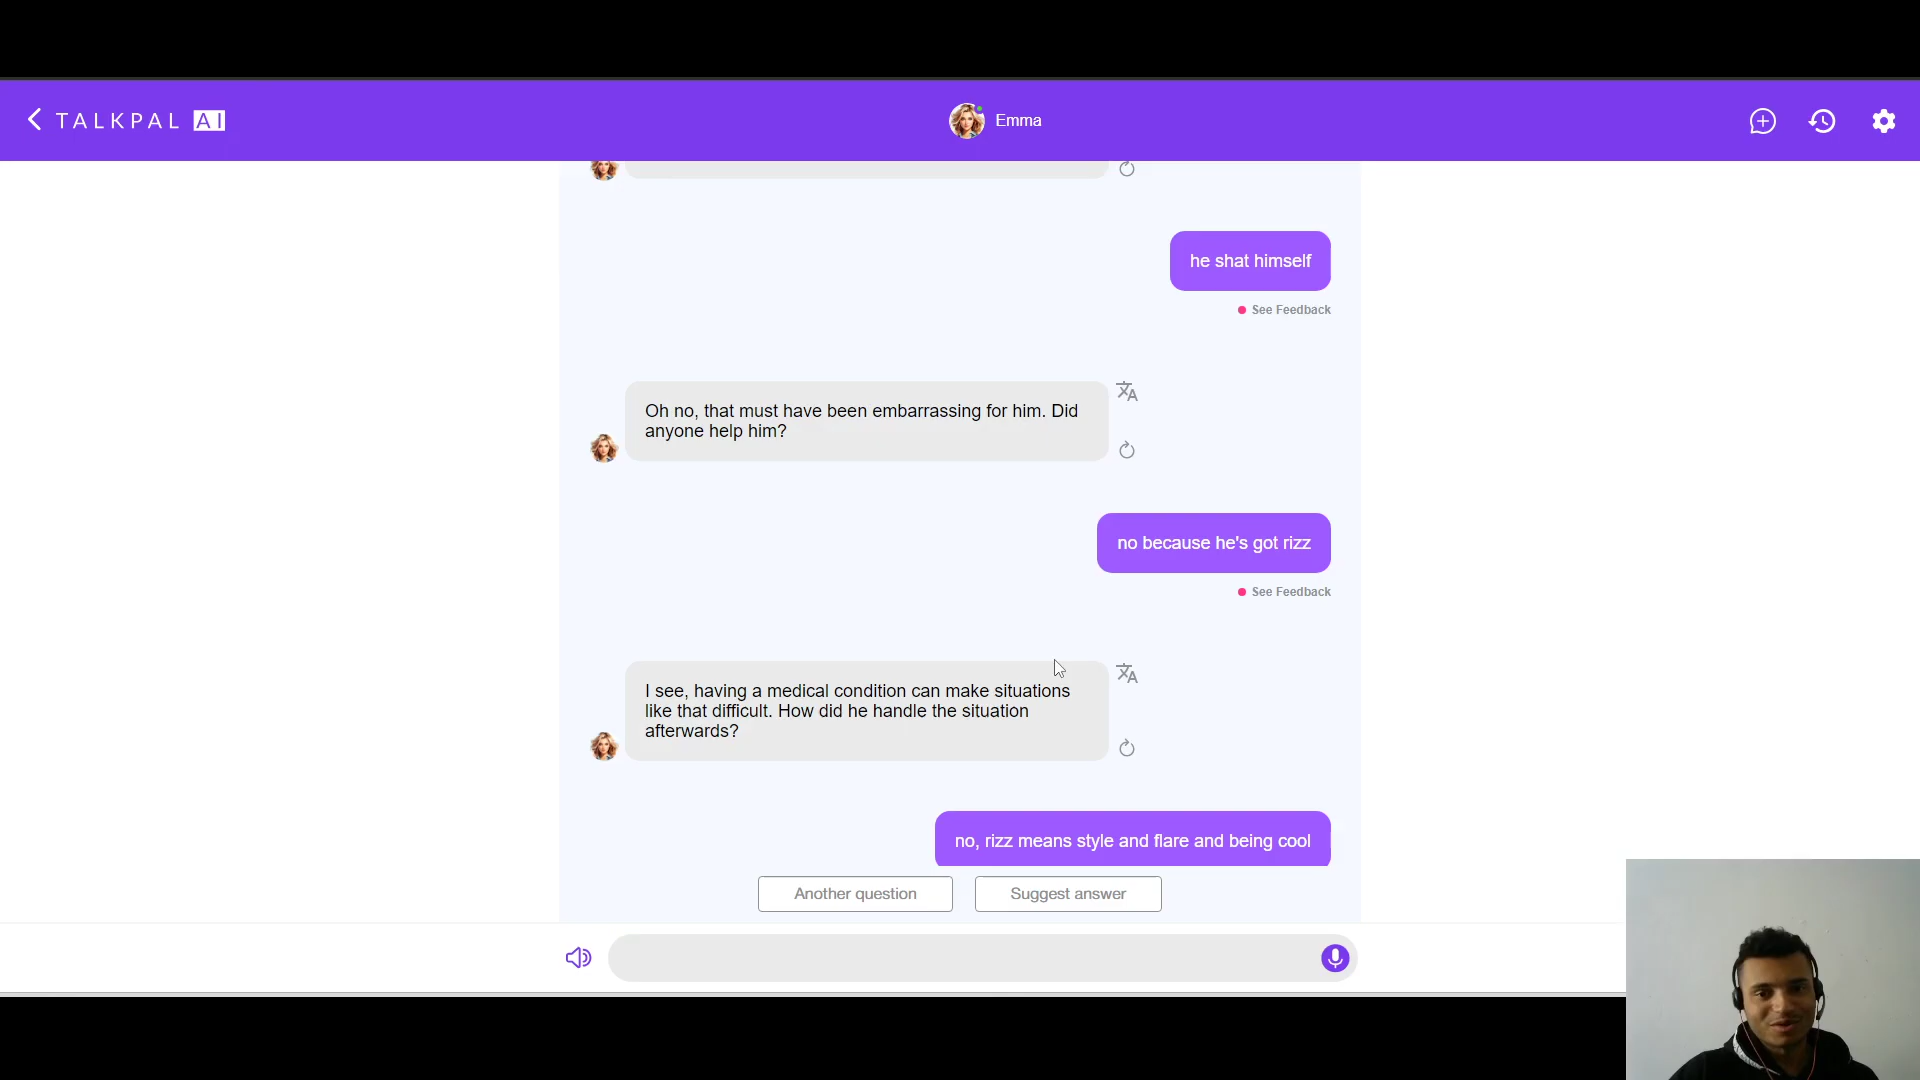 TALKPAL AI
Emma
he shat himself
See Feedback
Oh no, that must have been embarrassing for him. Did
anyone help him?
no because he's got rizz
See Feedback
I see, having a medical condition can make situations
like that difficult. How did he handle the situation
afterwards?
no, rizz means style and flare and being cool
Another question
Suggest answer